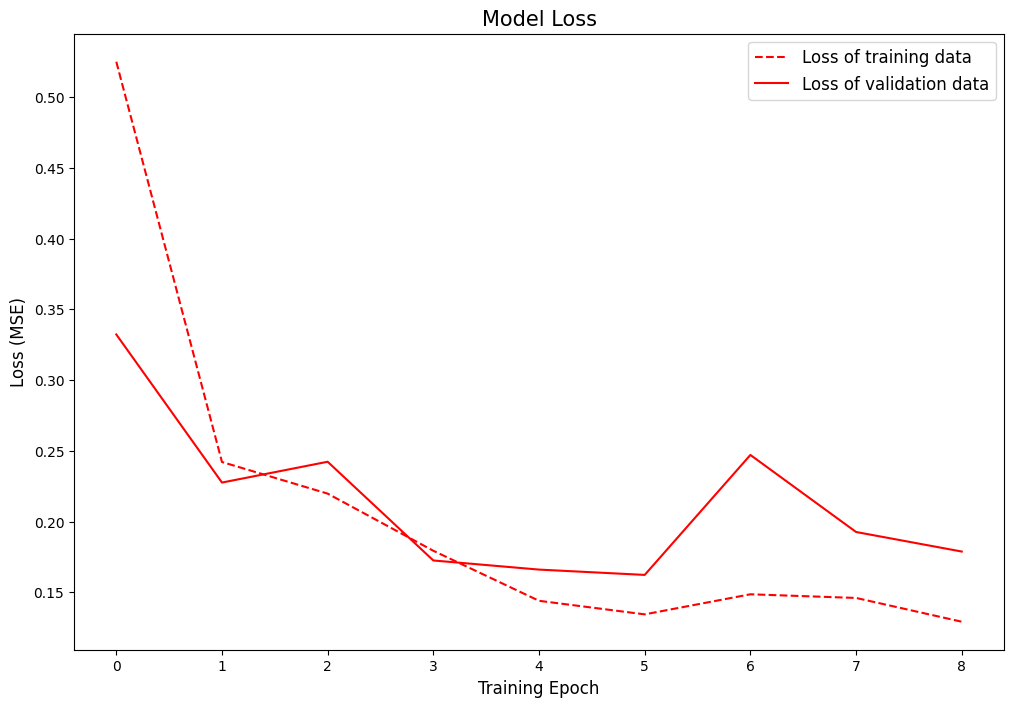 Model Loss
Loss of training data
Loss of validation data
Loss (MSE)
0.50
0.45
0.40
0.35
0.30
0.25
0.20
0.15
0 1 2 3 4 5 6 7 8
Training Epoch